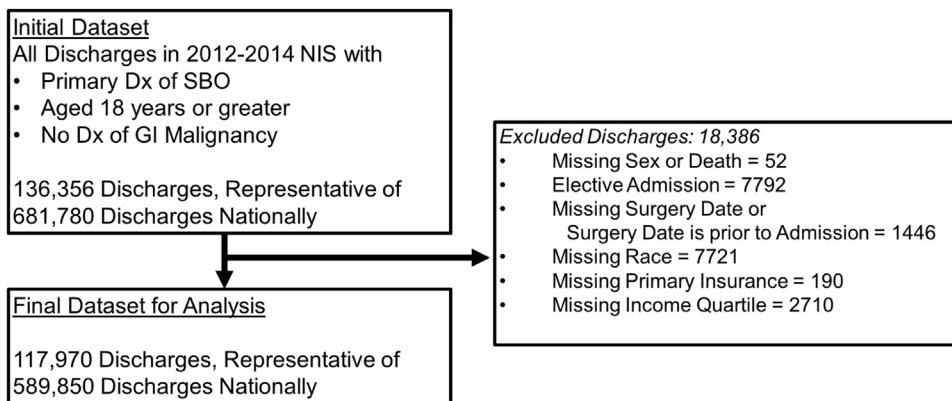 Initial Dataset
All Discharges in 2012-2014 NIS with
• Primary Dx of SBO
• Aged 18 years or greater
• No Dx of GI Malignancy
136,356 Discharges, Representative of
681,780 Discharges Nationally
Excluded Discharges: 18,386
• Missing Sex or Death = 52
• Elective Admission = 7792
• Missing Surgery Date or
Surgery Date is prior to Admission = 1446
• Missing Race = 7721
• Missing Primary Insurance = 190
• Missing Income Quartile = 2710
Final Dataset for Analysis
117,970 Discharges, Representative of
589,850 Discharges Nationally